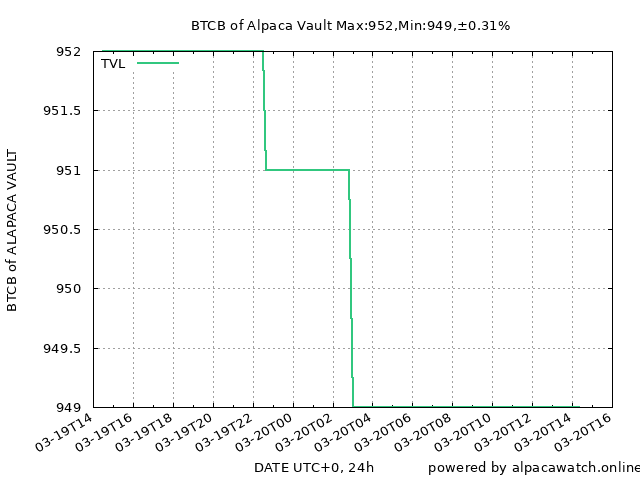 BTCB of Alpaca Vault Max:952,Min:949,±0.31%
TVL
952
951.5
951
950.5
950
949.5
949
BTCB of ALAPACA VAULT
03-19T14
03-19T16
03-19T18
03-19T20
03-19T22
03-20T00
03-20T02
03-20T04
03-20T06
03-20T08
03-20T10
03-20T12
03-20T14
03-20T16
DATE UTC+0, 24h
powered by alpacawatch.online